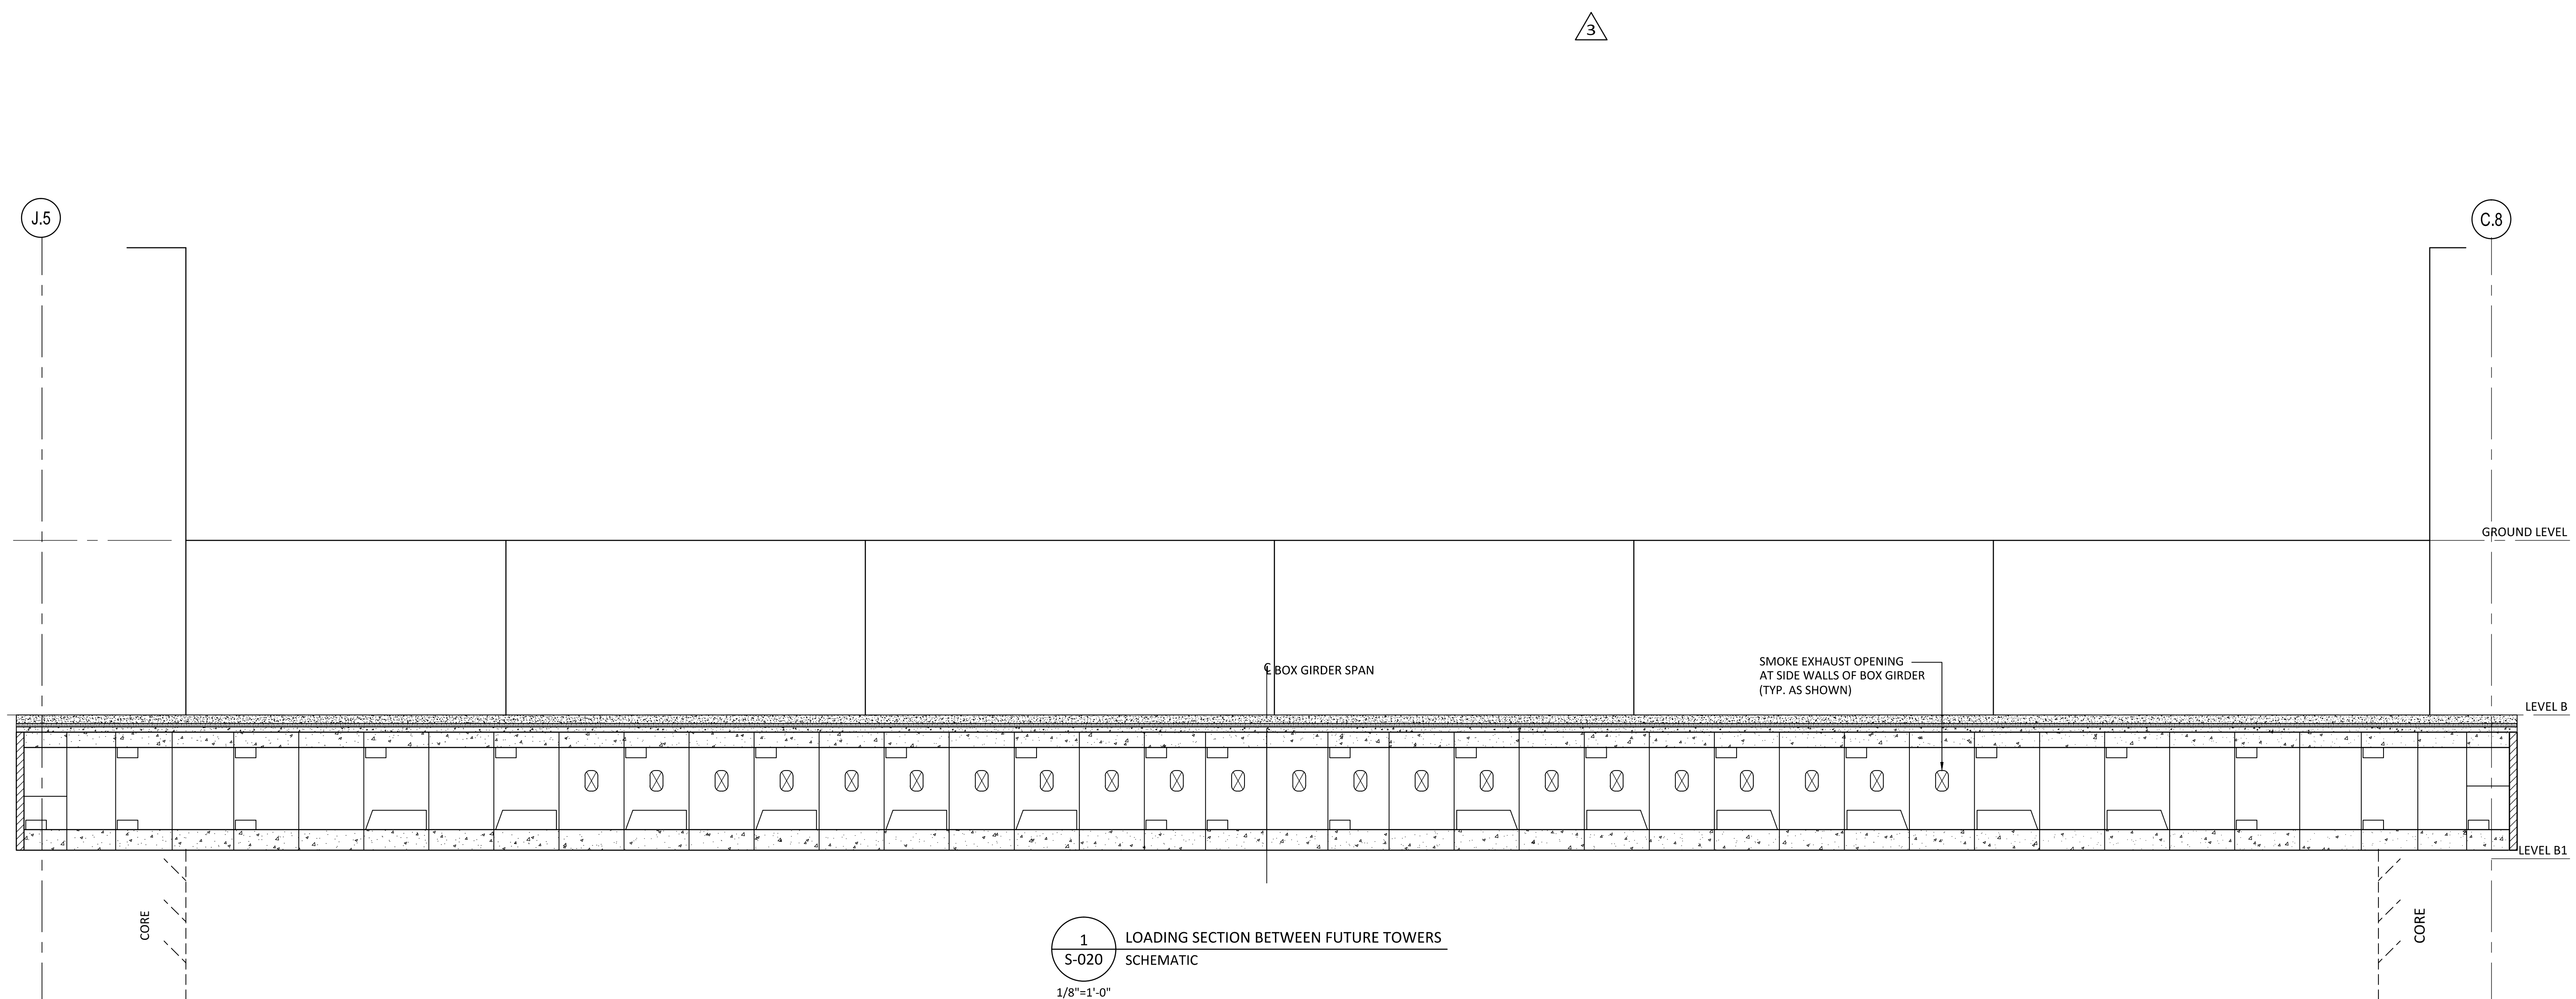 3
J.5
C.8
GROUND LEVEL
℄ BOX GIRDER SPAN
SMOKE EXHAUST OPENING
AT SIDE WALLS OF BOX GIRDER
(TYP. AS SHOWN)
LEVEL B
LEVEL B1
CORE
CORE
1
S-020
LOADING SECTION BETWEEN FUTURE TOWERS
SCHEMATIC
1/8"=1'-0"